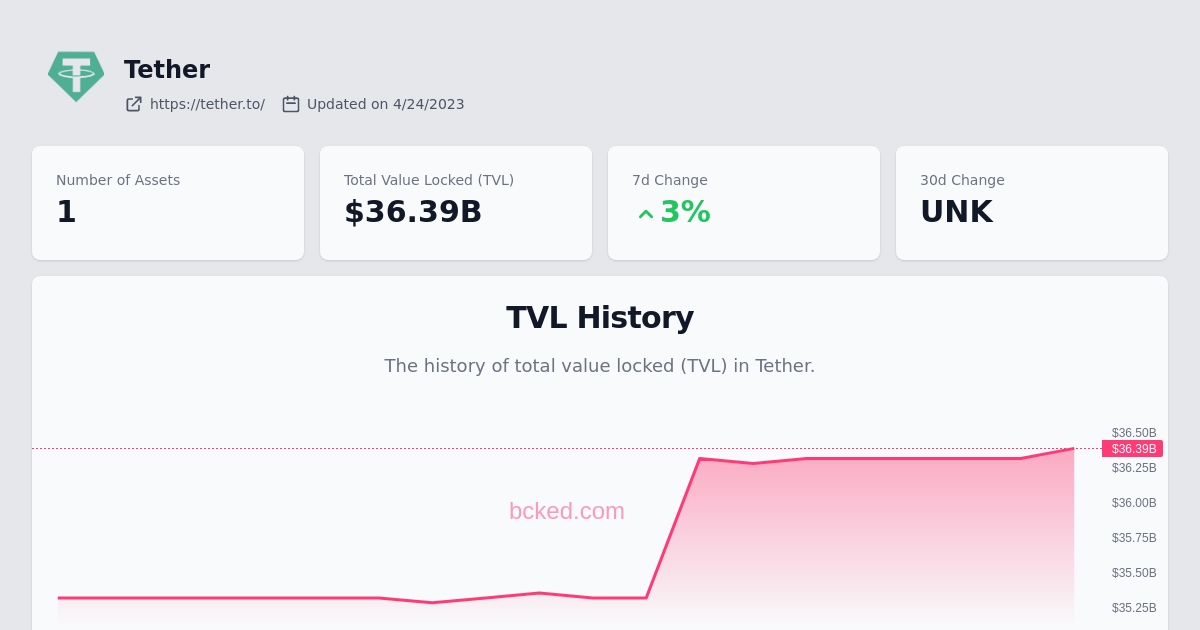 Tether
https://tether.to/ Updated on 4/24/2023
Number of Assets
1
Total Value Locked (TVL)
$36.39B
7d Change
3%
30d Change
UNK
TVL History
The history of total value locked (TVL) in Tether.
$36.50B
$36.39B
$36.25B
$36.00B
bcked.com
$35.75B
$35.50B
$35.25B